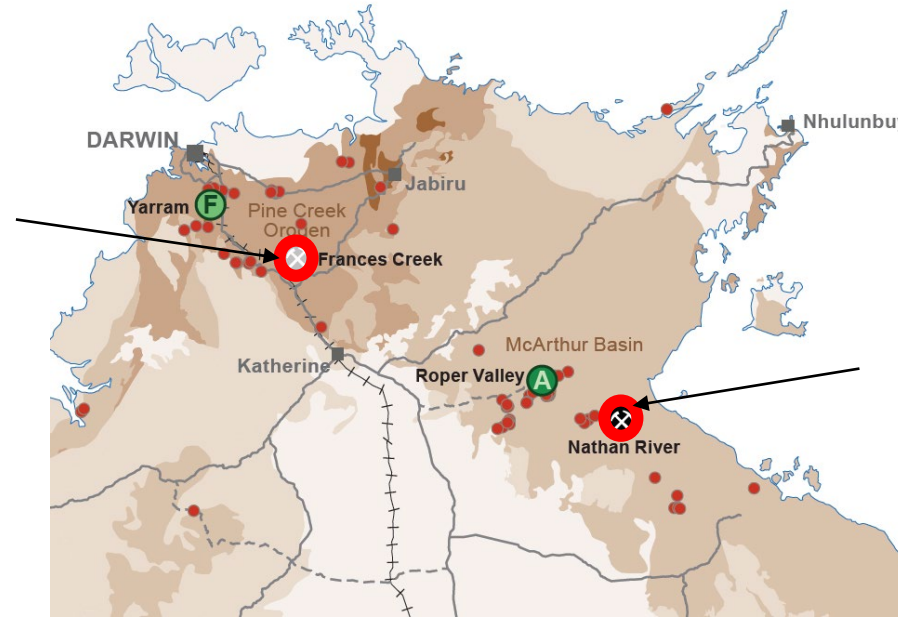 Nhulunbuy
DARWIN
Jabiru
Yarram
F
Pine Creek
Orogen
Frances Creek
McArthur Basin
Katherine
Roper Valley
A
Nathan River